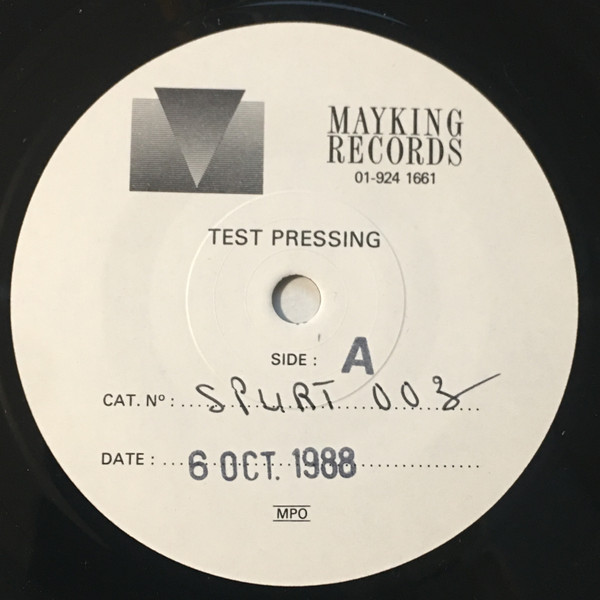 MAYKING
RECORDS
01-924 1661
TEST PRESSING
SIDE : A
CAT. Nº : SPURT 003
DATE : 6 OCT. 1988
MPO